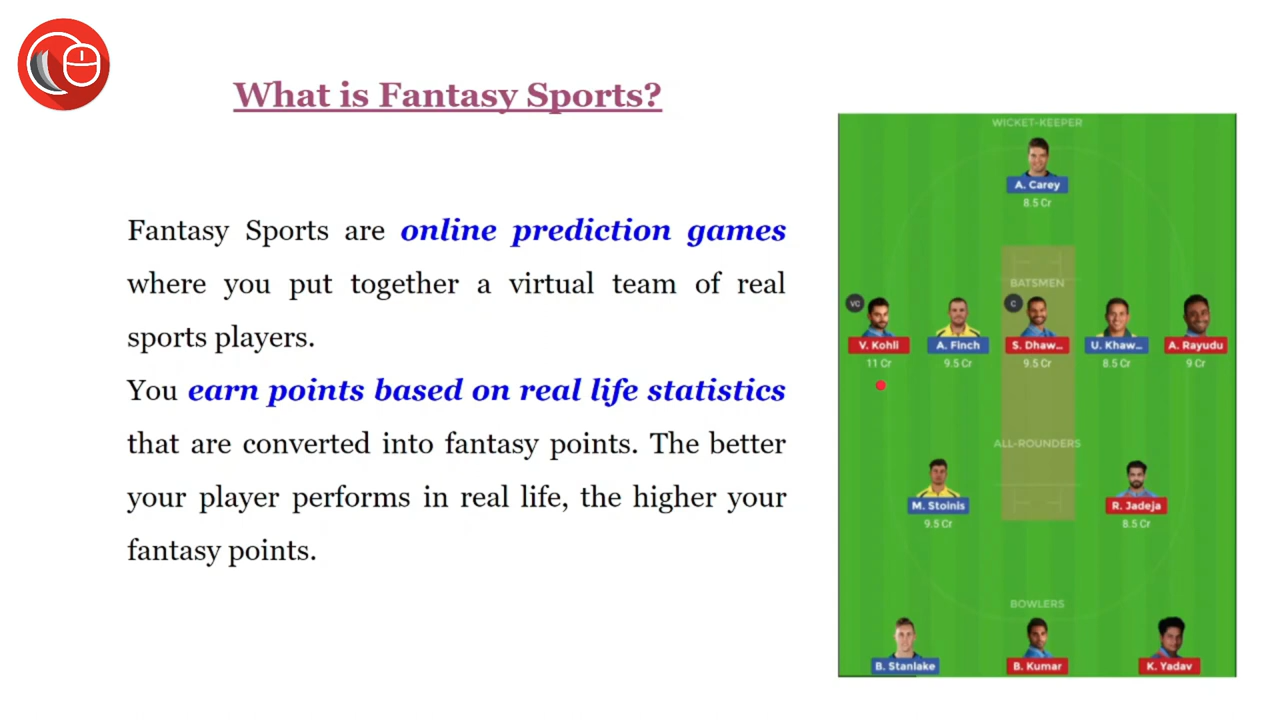 What is Fantasy Sports?
Fantasy Sports are online prediction games
where you put together a virtual team of real
sports players.
You earn points based on real life statistics
that are converted into fantasy points. The better
your player performs in real life, the higher your
fantasy points.
WICKET-KEEPER
A. Carey
8.5 Cr
BATSMEN
VC
C
V. Kohli A. Finch S. Dhaw... U. Khaw... A. Rayudu
11 Cr 9.5 Cr 9.5 Cr 8.5 Cr 9 Cr
ALL-ROUNDERS
M. Stoinis R. Jadeja
9.5 Cr 8.5 Cr
BOWLERS
B. Stanlake B. Kumar K. Yadav